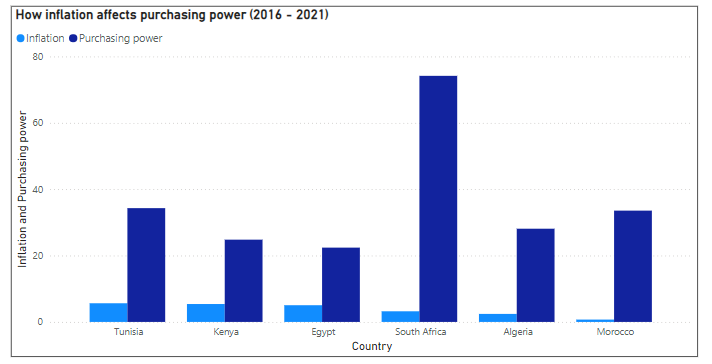 How inflation affects purchasing power (2016 - 2021)
Inflation Purchasing power
Inflation and Purchasing power
80
60
40
20
0
Tunisia Kenya Egypt South Africa Algeria Morocco
Country